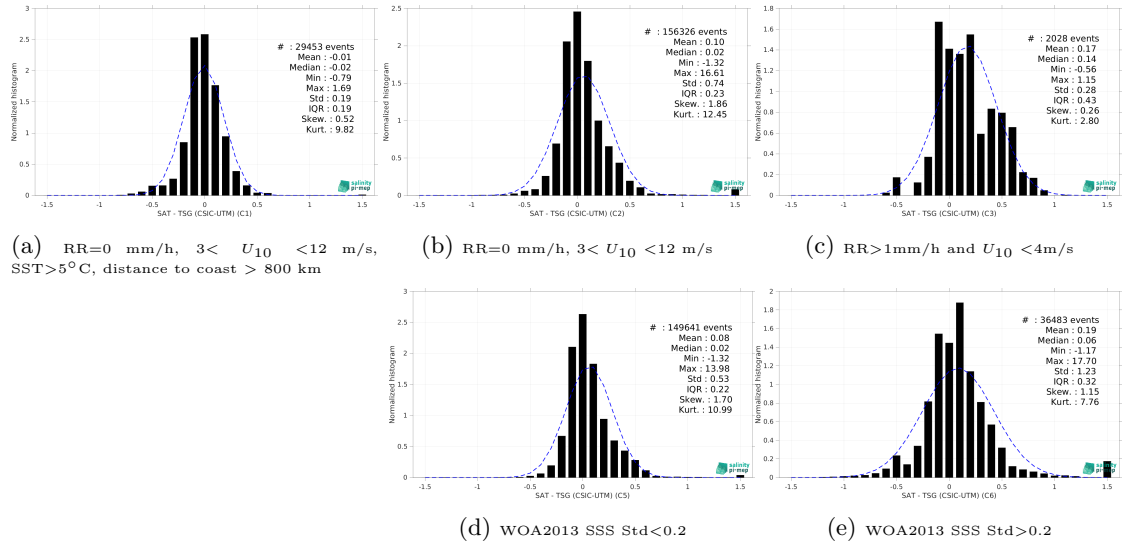 3
2.5
2
1.5
1
0.5
0
Normalized histogram
# : 29453 events
Mean : -0.01
Median : -0.02
Min : -0.79
Max : 1.69
Std : 0.19
IQR : 0.19
Skew. : 0.52
Kurt. : 9.82
salinity
pi-mep
-1.5 -1 -0.5 0 0.5 1 1.5
SAT - TSG (CSIC-UTM) (C1)
(a) RR=0 mm/h, 3< U10 <12 m/s,
SST>5°C, distance to coast > 800 km
2.5
2
1.5
1
0.5
0
Normalized histogram
# : 156326 events
Mean : 0.10
Median : 0.02
Min : -1.32
Max : 16.61
Std : 0.74
IQR : 0.23
Skew. : 1.86
Kurt. : 12.45
salinity
pi-mep
-1.5 -1 -0.5 0 0.5 1 1.5
SAT - TSG (CSIC-UTM) (C2)
(b) RR=0 mm/h, 3< U10 <12 m/s
1.8
1.6
1.4
1.2
1
0.8
0.6
0.4
0.2
0
Normalized histogram
# : 2028 events
Mean : 0.17
Median : 0.14
Min : -0.56
Max : 1.15
Std : 0.28
IQR : 0.43
Skew. : 0.26
Kurt. : 2.80
salinity
pi-mep
-1.5 -1 -0.5 0 0.5 1 1.5
SAT - TSG (CSIC-UTM) (C3)
(c) RR>1mm/h and U10 <4m/s
3
2.5
2
1.5
1
0.5
0
Normalized histogram
# : 149641 events
Mean : 0.08
Median : 0.02
Min : -1.32
Max : 13.98
Std : 0.53
IQR : 0.22
Skew. : 1.70
Kurt. : 10.99
salinity
pi-mep
-1.5 -1 -0.5 0 0.5 1 1.5
SAT - TSG (CSIC-UTM) (C5)
(d) WOA2013 SSS Std<0.2
2
1.8
1.6
1.4
1.2
1
0.8
0.6
0.4
0.2
0
Normalized histogram
# : 36483 events
Mean : 0.19
Median : 0.06
Min : -1.17
Max : 17.70
Std : 1.23
IQR : 0.32
Skew. : 1.15
Kurt. : 7.76
salinity
pi-mep
-1.5 -1 -0.5 0 0.5 1 1.5
SAT - TSG (CSIC-UTM) (C6)
(e) WOA2013 SSS Std>0.2